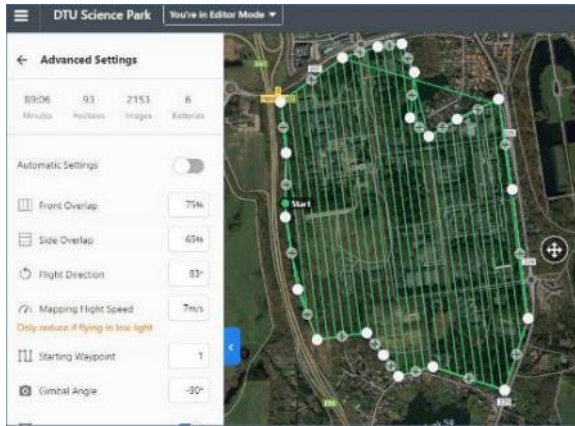 DTU Science Park
You're in Editor Mode
Advanced Settings
89:06 93 2153 6
Minutes Hectares Images Batteries
Automatic Settings
Front Overlap 75%
Side Overlap 65%
Flight Direction 83°
Mapping Flight Speed 7m/s
Only reduce if flying in low light
Starting Waypoint 1
Gimbal Angle -90°
Start